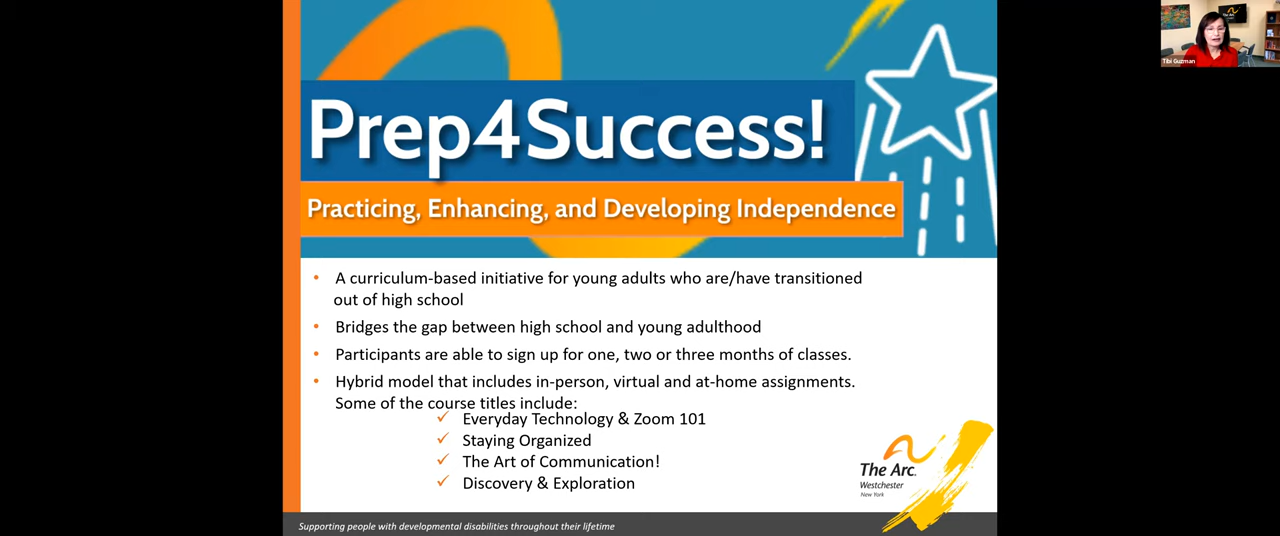 Prep4Success!
Practicing, Enhancing, and Developing Independence
• A curriculum-based initiative for young adults who are/have transitioned
out of high school
• Bridges the gap between high school and young adulthood
• Participants are able to sign up for one, two or three months of classes.
• Hybrid model that includes in-person, virtual and at-home assignments.
Some of the course titles include:
✓ Everyday Technology & Zoom 101
✓ Staying Organized
✓ The Art of Communication!
✓ Discovery & Exploration
The Arc.
Westchester
New York
Supporting people with developmental disabilities throughout their lifetime
The Arc
Tibi Guzman